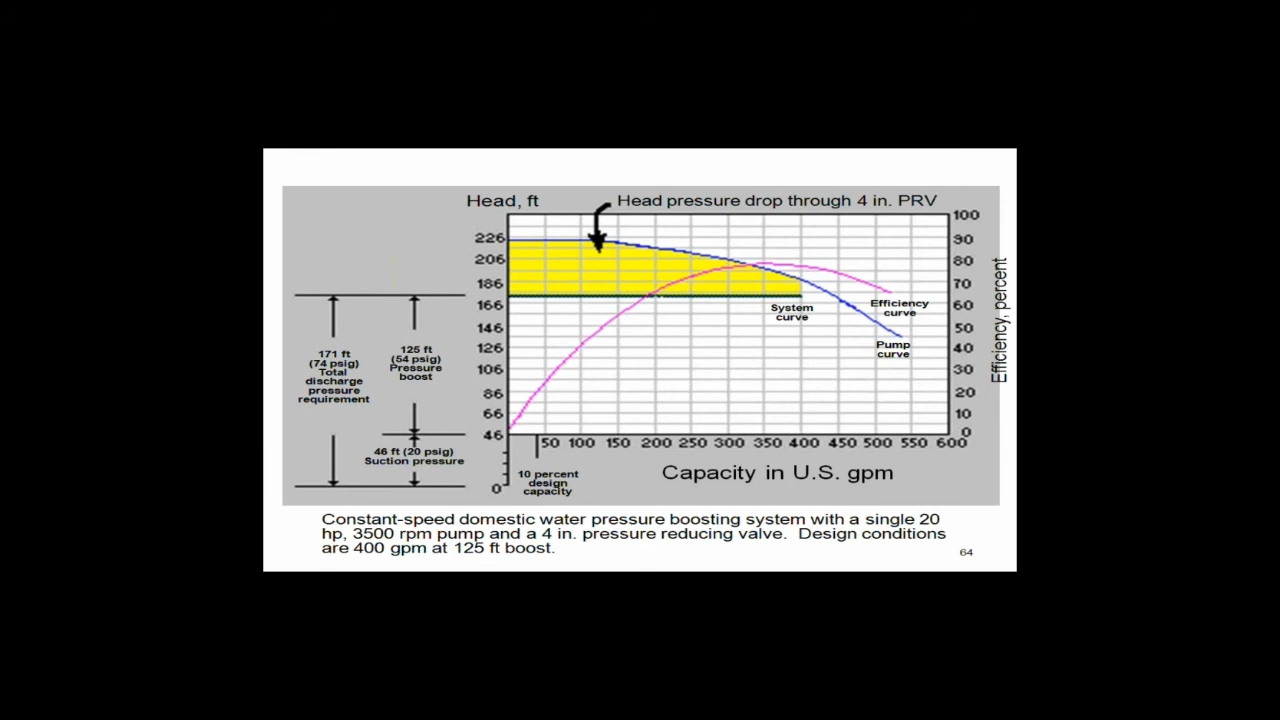 Head, ft
Head pressure drop through 4 in. PRV
226
206
186
166
146
126
106
86
66
46
0
100
90
80
70
60
50
40
30
20
10
0
Efficiency, percent
System
curve
Efficiency
curve
Pump
curve
171 ft
(74 psig)
Total
discharge
pressure
requirement
125 ft
(54 psig)
Pressure
boost
46 ft (20 psig)
Suction pressure
50 100 150 200 250 300 350 400 450 500 550 600
10 percent
design
capacity
Capacity in U.S. gpm
Constant-speed domestic water pressure boosting system with a single 20
hp, 3500 rpm pump and a 4 in. pressure reducing valve. Design conditions
are 400 gpm at 125 ft boost.
64